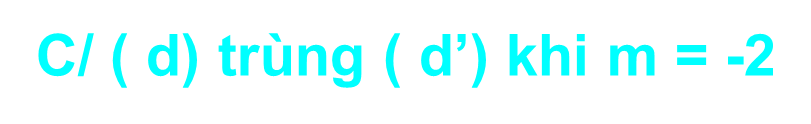 C/ ( d) trùng ( d’) khi m = -2